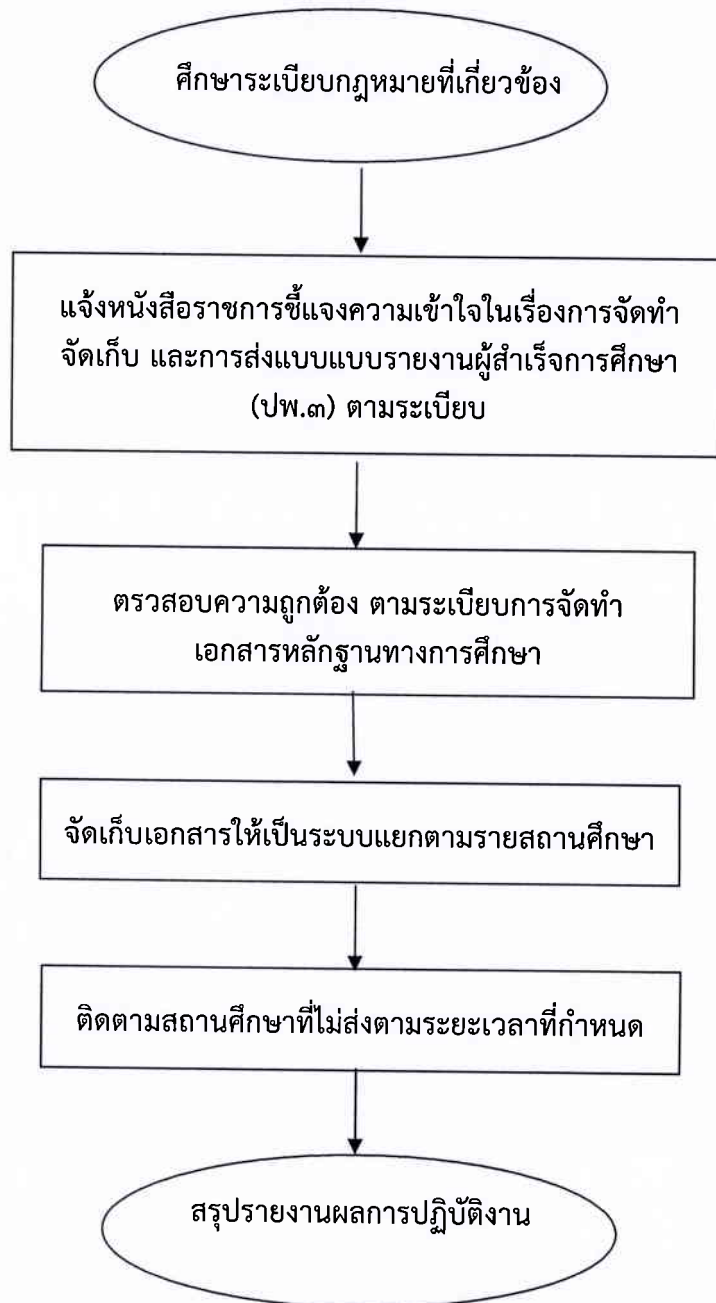 ศึกษาระเบียบกฎหมายที่เกี่ยวข้อง
แจ้งหนังสือราชการชี้แจงความเข้าใจในเรื่องการจัดทำ
จัดเก็บ และการส่งแบบแบบรายงานผู้สำเร็จการศึกษา
(ปพ.๓) ตามระเบียบ
ตรวสอบความถูกต้อง ตามระเบียบการจัดทำ
เอกสารหลักฐานทางการศึกษา
จัดเก็บเอกสารให้เป็นระบบแยกตามรายสถานศึกษา
ติดตามสถานศึกษาที่ไม่ส่งตามระยะเวลาที่กำหนด
สรุปรายงานผลการปฏิบัติงาน